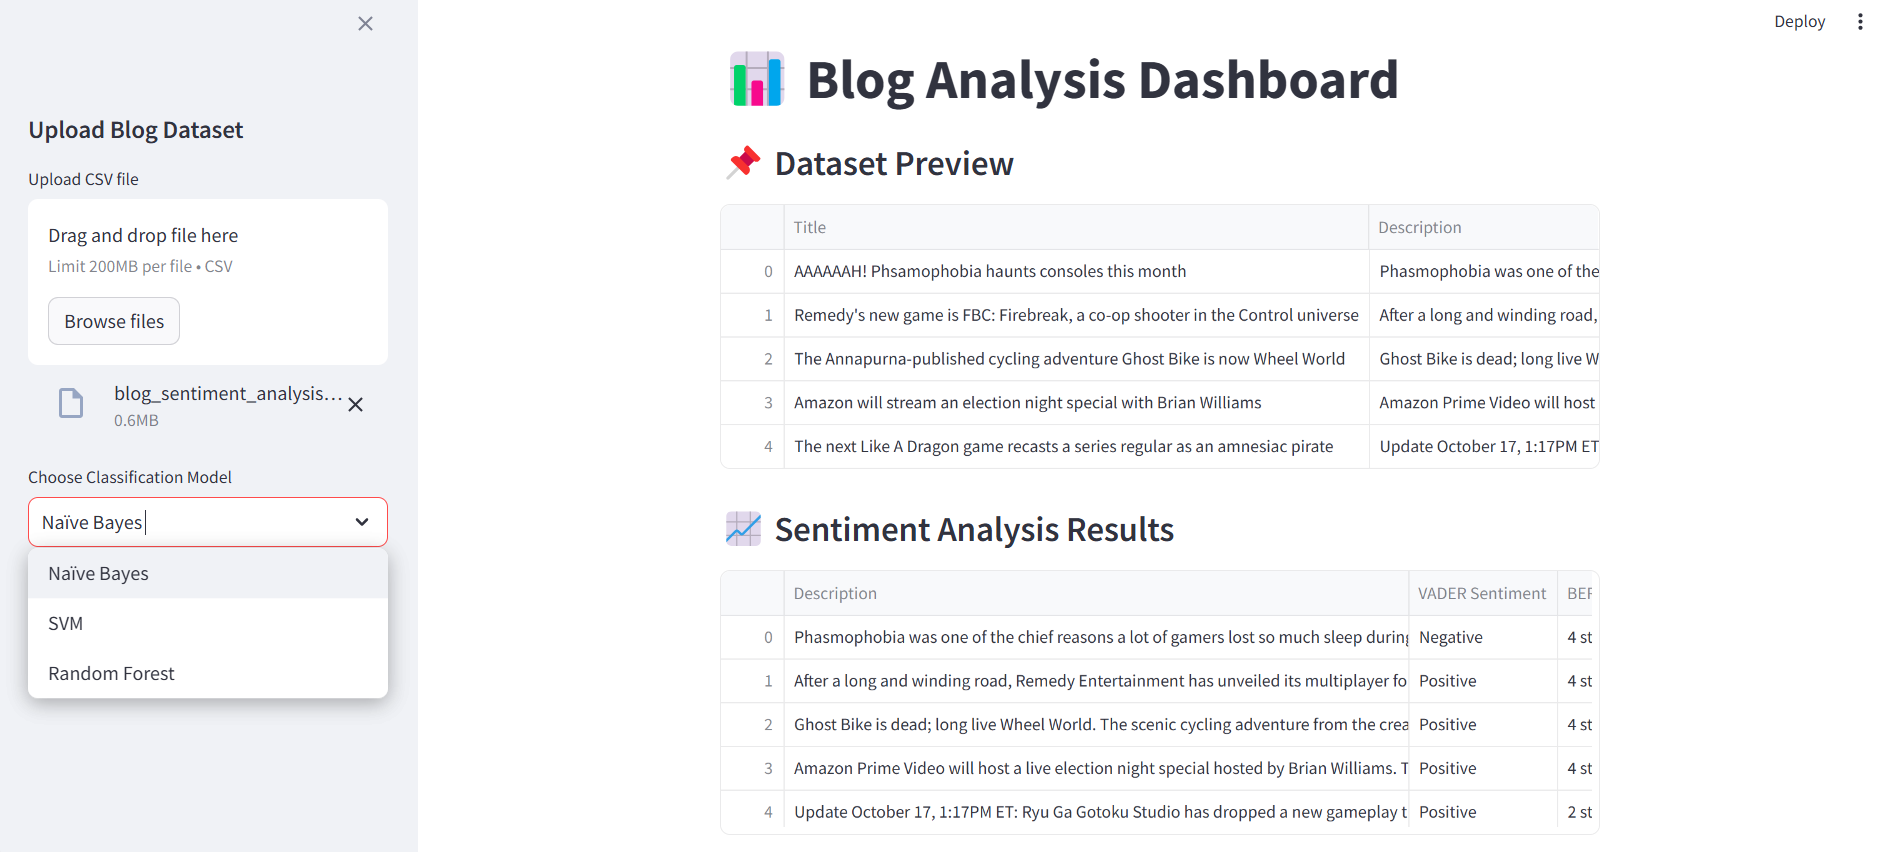 Deploy
Upload Blog Dataset
Upload CSV file
Drag and drop file here
Limit 200MB per file • CSV
Browse files
blog_sentiment_analysis...
0.6MB
Choose Classification Model
Naïve Bayes
Naïve Bayes
SVM
Random Forest
Blog Analysis Dashboard
Dataset Preview
Title Description
0 AAAAAAH! Phsamophobia haunts consoles this month Phasmophobia was one of the
1 Remedy's new game is FBC: Firebreak, a co-op shooter in the Control universe After a long and winding road,
2 The Annapurna-published cycling adventure Ghost Bike is now Wheel World Ghost Bike is dead; long live W
3 Amazon will stream an election night special with Brian Williams Amazon Prime Video will host
4 The next Like A Dragon game recasts a series regular as an amnesiac pirate Update October 17, 1:17PM ET
Sentiment Analysis Results
Description VADER Sentiment BER
0 Phasmophobia was one of the chief reasons a lot of gamers lost so much sleep during Negative 4 st
1 After a long and winding road, Remedy Entertainment has unveiled its multiplayer fo Positive 4 st
2 Ghost Bike is dead; long live Wheel World. The scenic cycling adventure from the crea Positive 4 st
3 Amazon Prime Video will host a live election night special hosted by Brian Williams. T Positive 4 st
4 Update October 17, 1:17PM ET: Ryu Ga Gotoku Studio has dropped a new gameplay t Positive 2 st